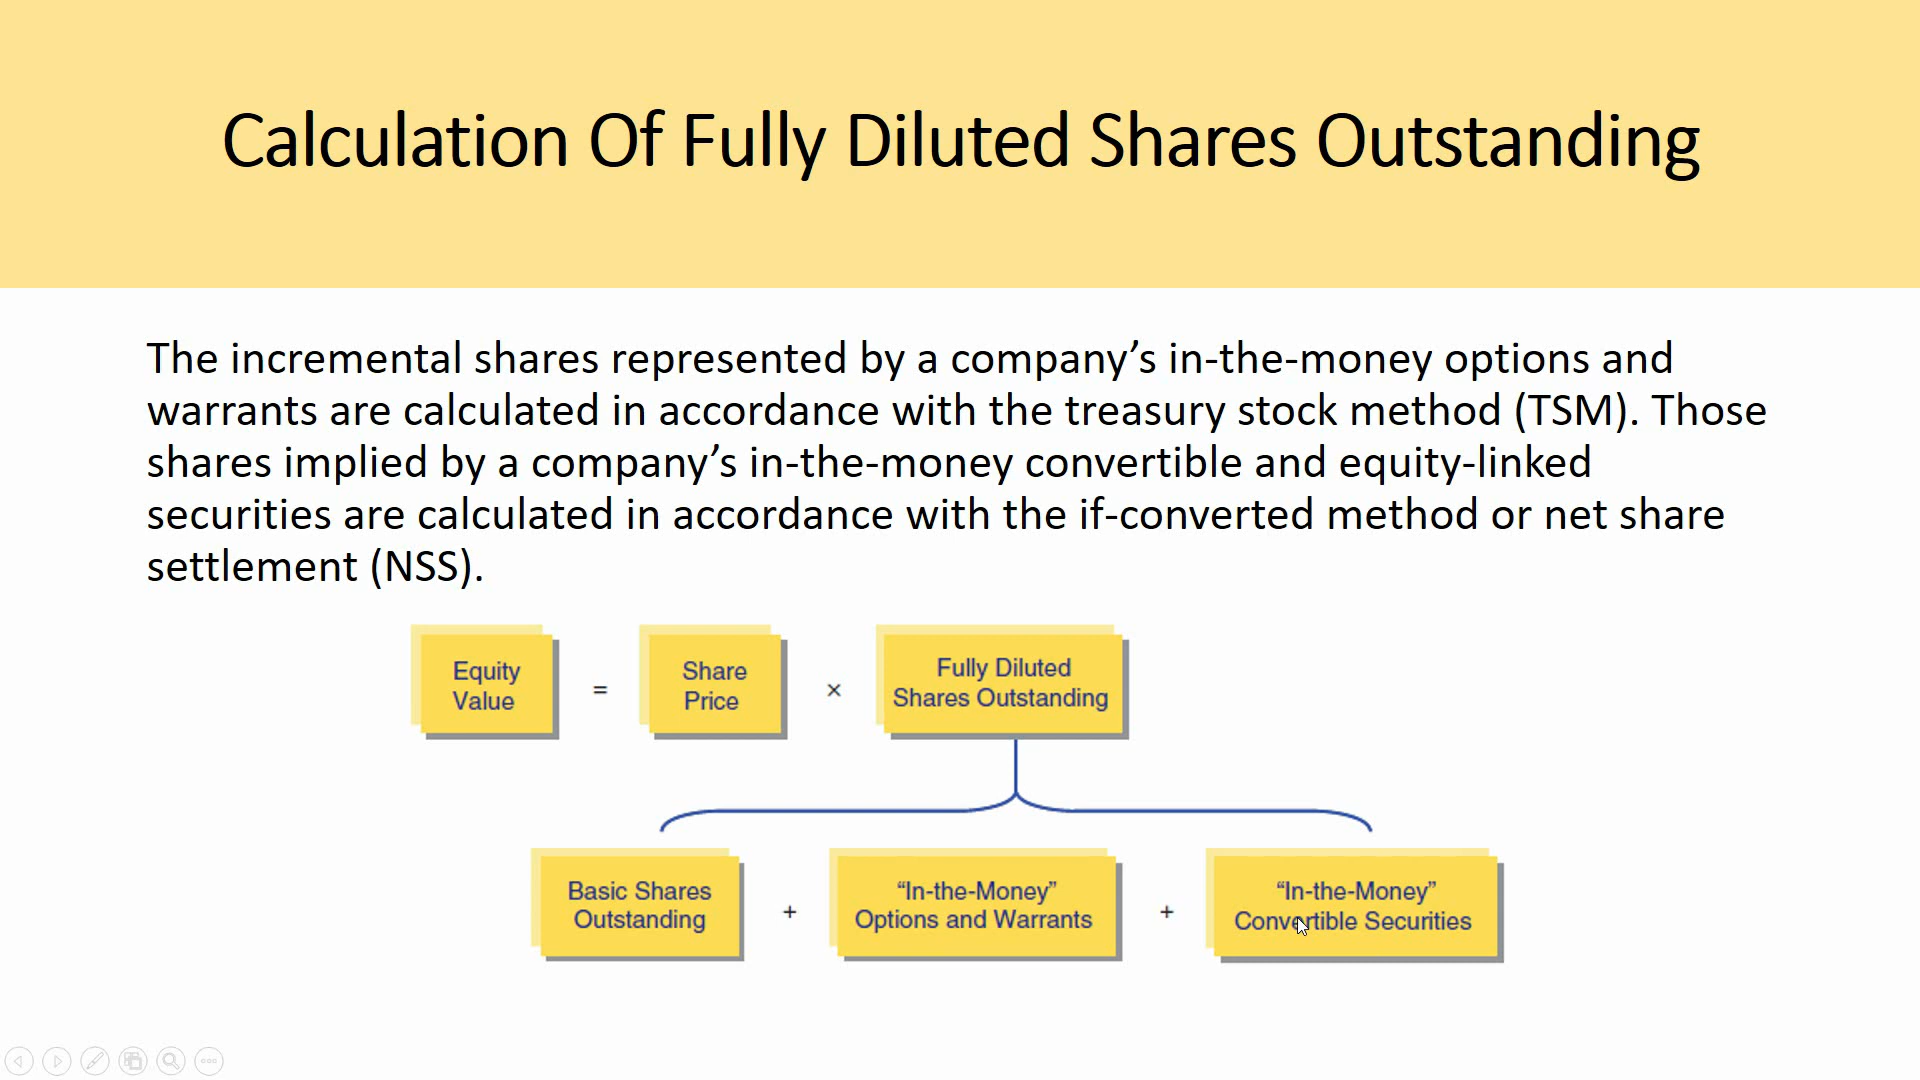 Calculation Of Fully Diluted Shares Outstanding
The incremental shares represented by a company’s in-the-money options and
warrants are calculated in accordance with the treasury stock method (TSM). Those
shares implied by a company’s in-the-money convertible and equity-linked
securities are calculated in accordance with the if-converted method or net share
settlement (NSS).
Equity
Value
=
Share
Price
×
Fully Diluted
Shares Outstanding
Basic Shares
Outstanding
+
“In-the-Money”
Options and Warrants
+
“In-the-Money”
Convertible Securities